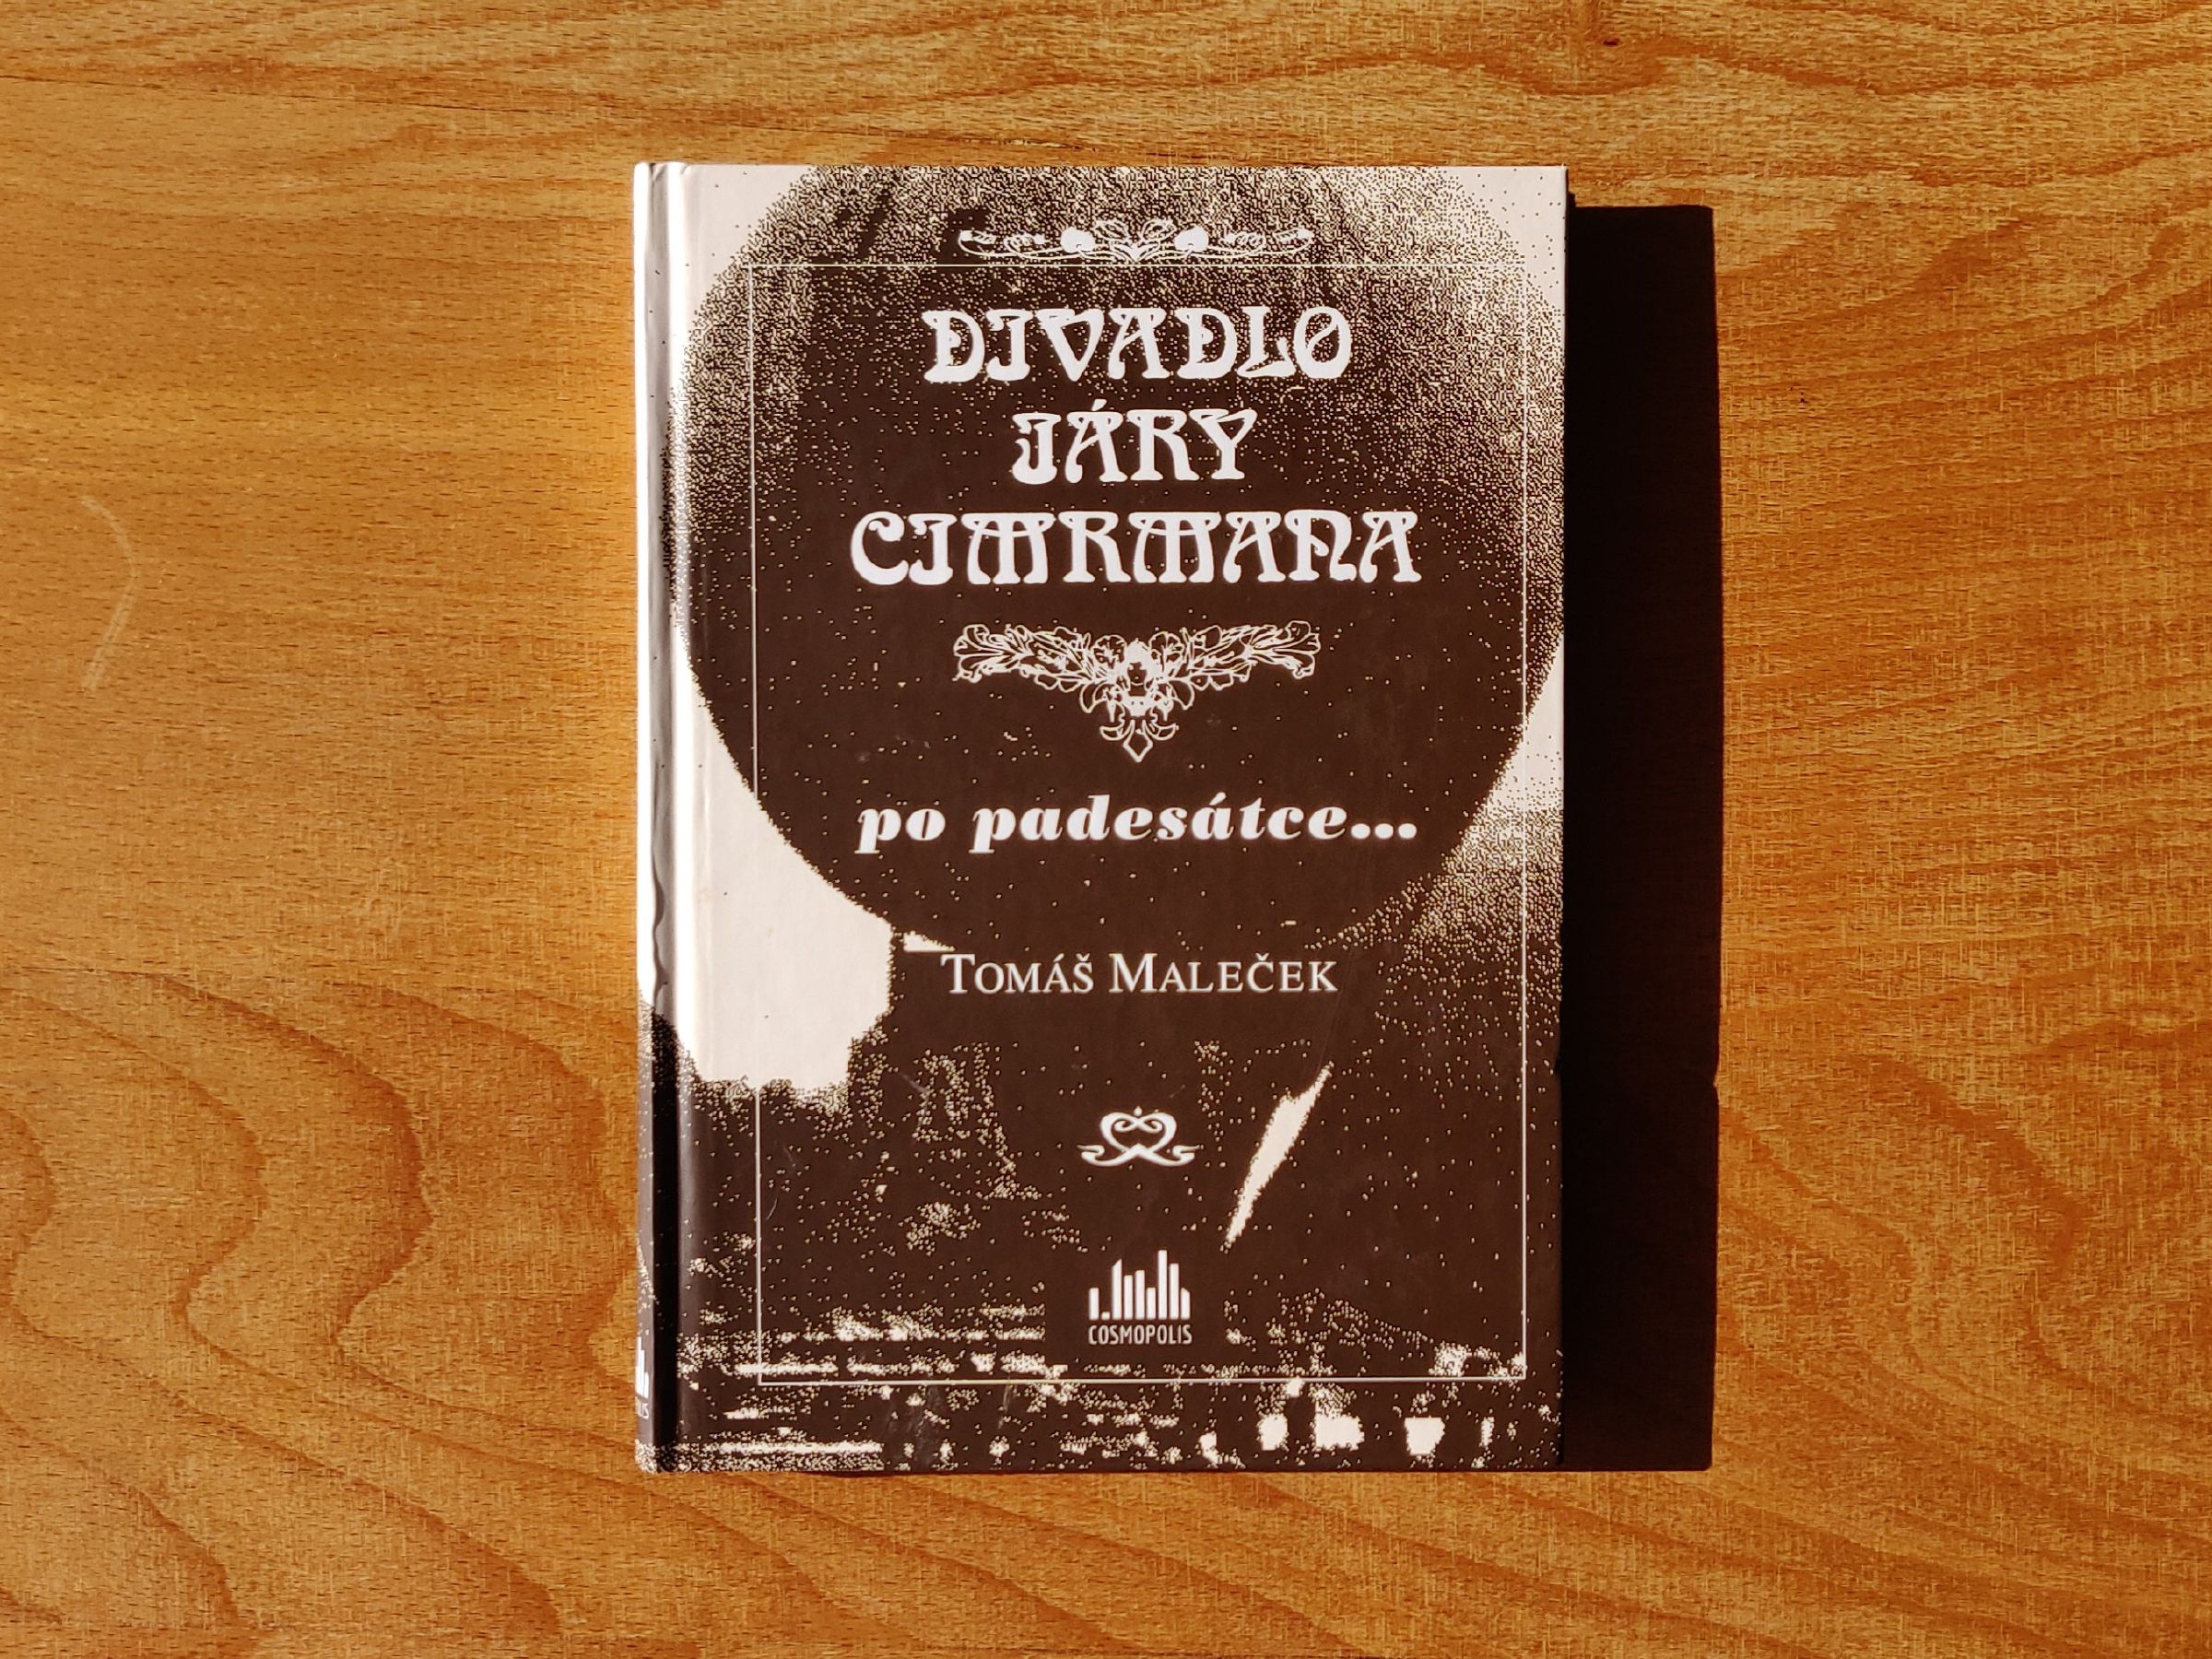 DIVADLO
JÁRY
CIMRMANA
po padesátce...
TOMÁŠ MALEČEK
COSMOPOLIS